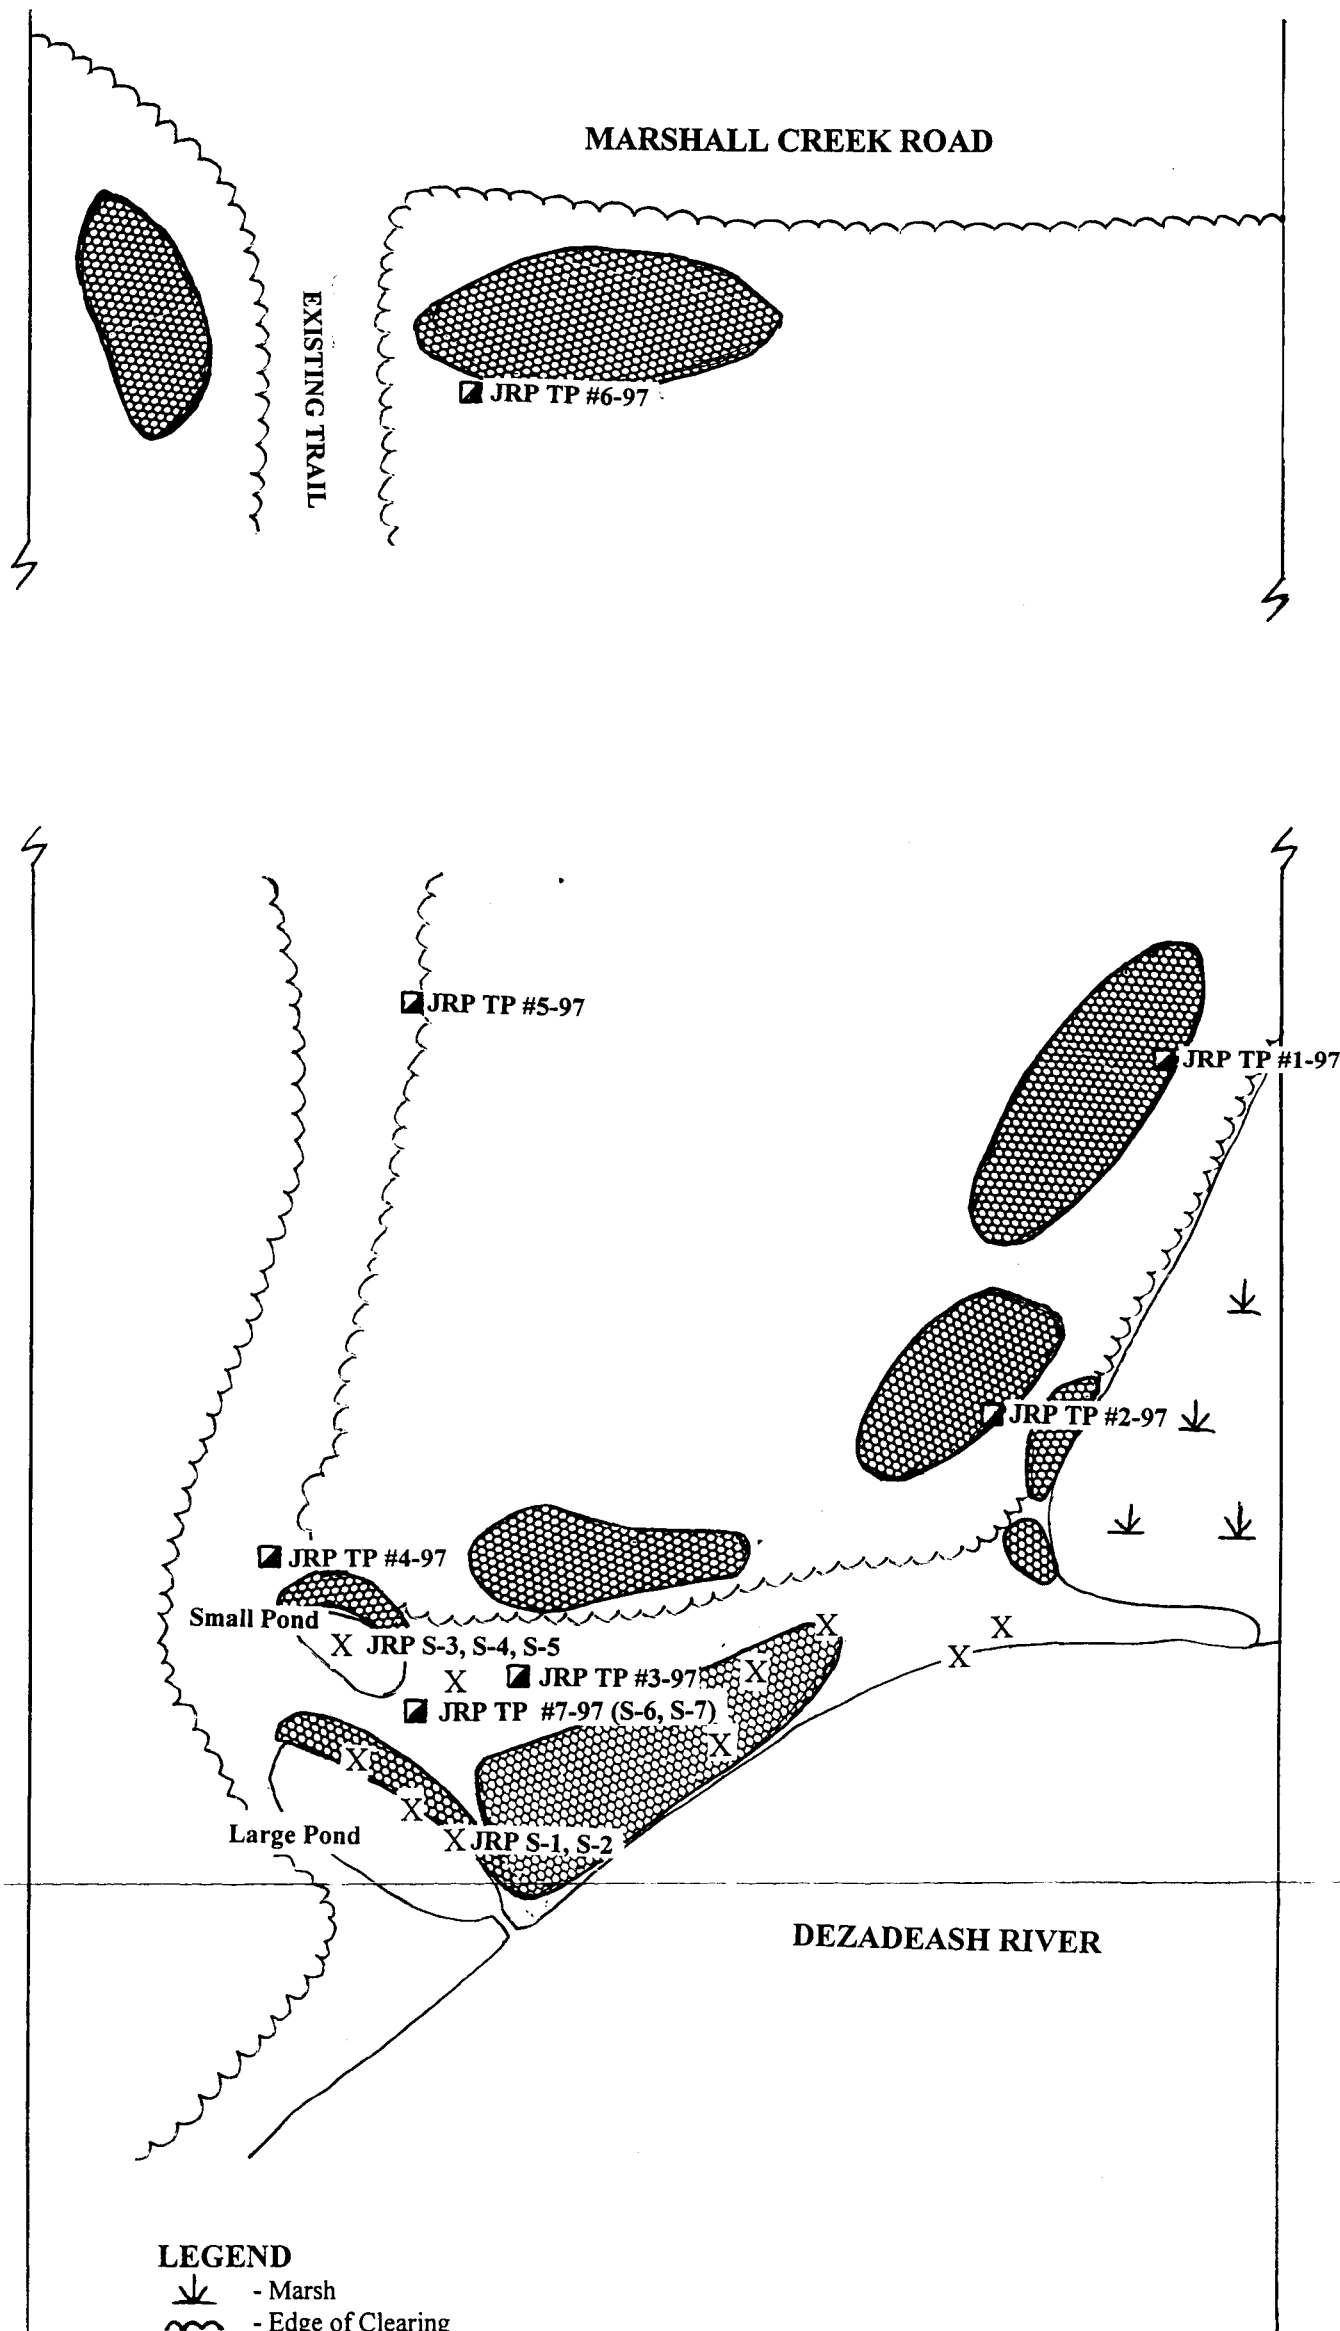 MARSHALL CREEK ROAD
EXISTING TRAIL
JRP TP #6-97
JRP TP #5-97
JRP TP #1-97
JRP TP #2-97
JRP TP #4-97
Small Pond
X JRP S-3, S-4, S-5
X
X
X
X JRP TP #3-97
X
JRP TP #7-97 (S-6, S-7)
X
X
X
X
Large Pond
X JRP S-1, S-2
DEZADEASH RIVER
LEGEND
- Marsh
- Edge of Clearing